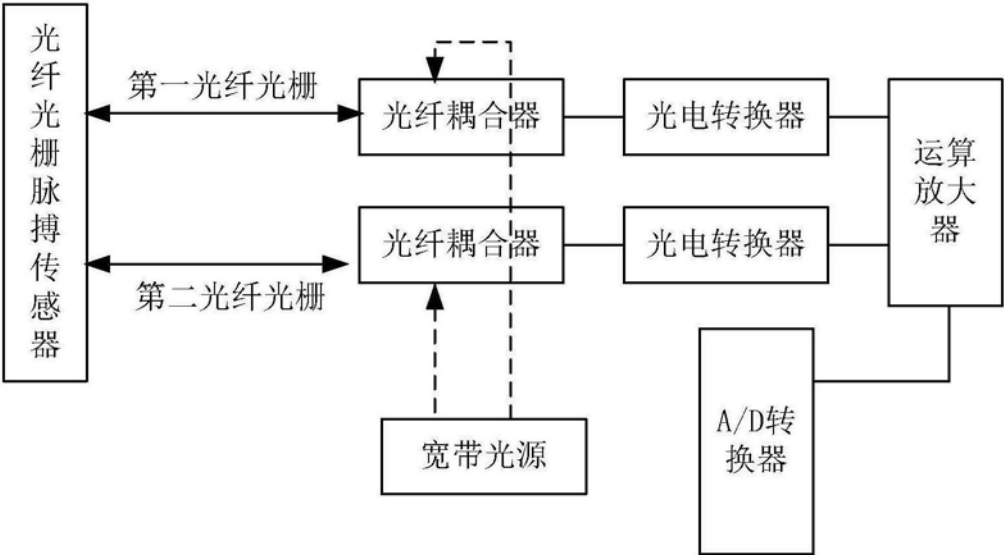 光纤光栅脉搏传感器
第一光纤光栅
光纤耦合器
光电转换器
运算
放大
器
光纤耦合器
光电转换器
第二光纤光栅
A/D转
换器
宽带光源